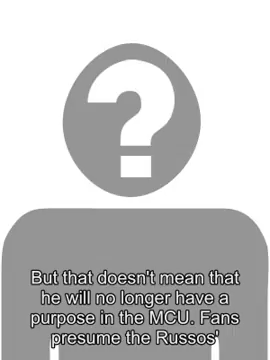 ?
But that doesn't mean that
he will no longer have a
purpose in the MCU. Fans
presume the Russos'